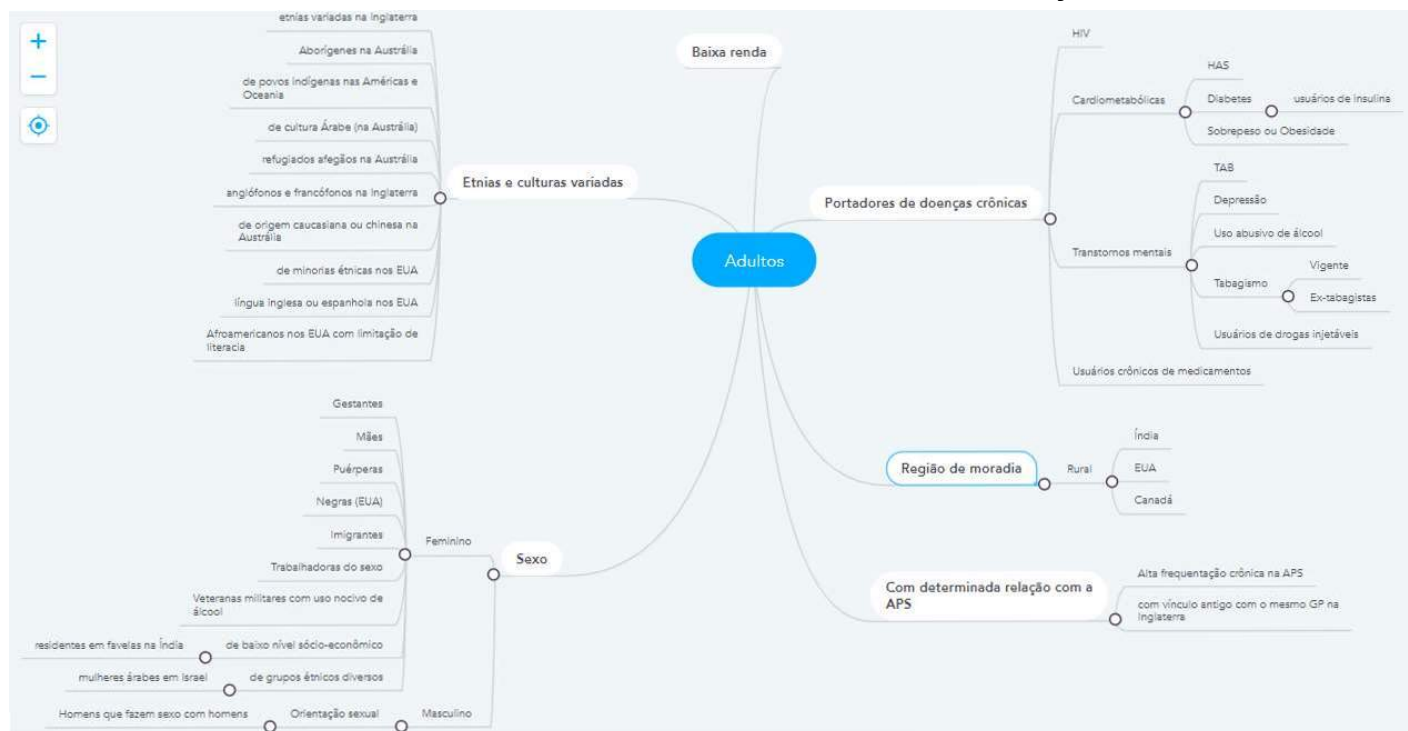 etnias variadas na Inglaterra
Aborígenes na Austrália
de povos indígenas nas Américas e
Oceania
de cultura Árabe (na Austrália)
refugiados afegãos na Austrália
anglófonos e francófonos na Inglaterra
de origem caucasiana ou chinesa na
Austrália
de minorias étnicas nos EUA
língua inglesa ou espanhola nos EUA
Afroamericanos nos EUA com limitação de
literacia
Etnias e culturas variadas
Baixa renda
Adultos
Portadores de doenças crônicas
HIV
Cardiometabólicas
HAS
Diabetes
usuários de insulina
Sobrepeso ou Obesidade
Transtornos mentais
TAB
Depressão
Uso abusivo de álcool
Tabagismo
Vigente
Ex-tabagistas
Usuários de drogas injetáveis
Usuários crônicos de medicamentos
Região de moradia
Rural
Índia
EUA
Canadá
Com determinada relação com a
APS
Alta frequentação crônica na APS
com vínculo antigo com o mesmo GP na
Inglaterra
Gestantes
Mães
Puérperas
Negras (EUA)
Imigrantes
Trabalhadoras do sexo
Veteranas militares com uso nocivo de
álcool
residentes em favelas na Índia
de baixo nível sócio-econômico
mulheres árabes em Israel
de grupos étnicos diversos
Feminino
Sexo
Homens que fazem sexo com homens
Orientação sexual
Masculino